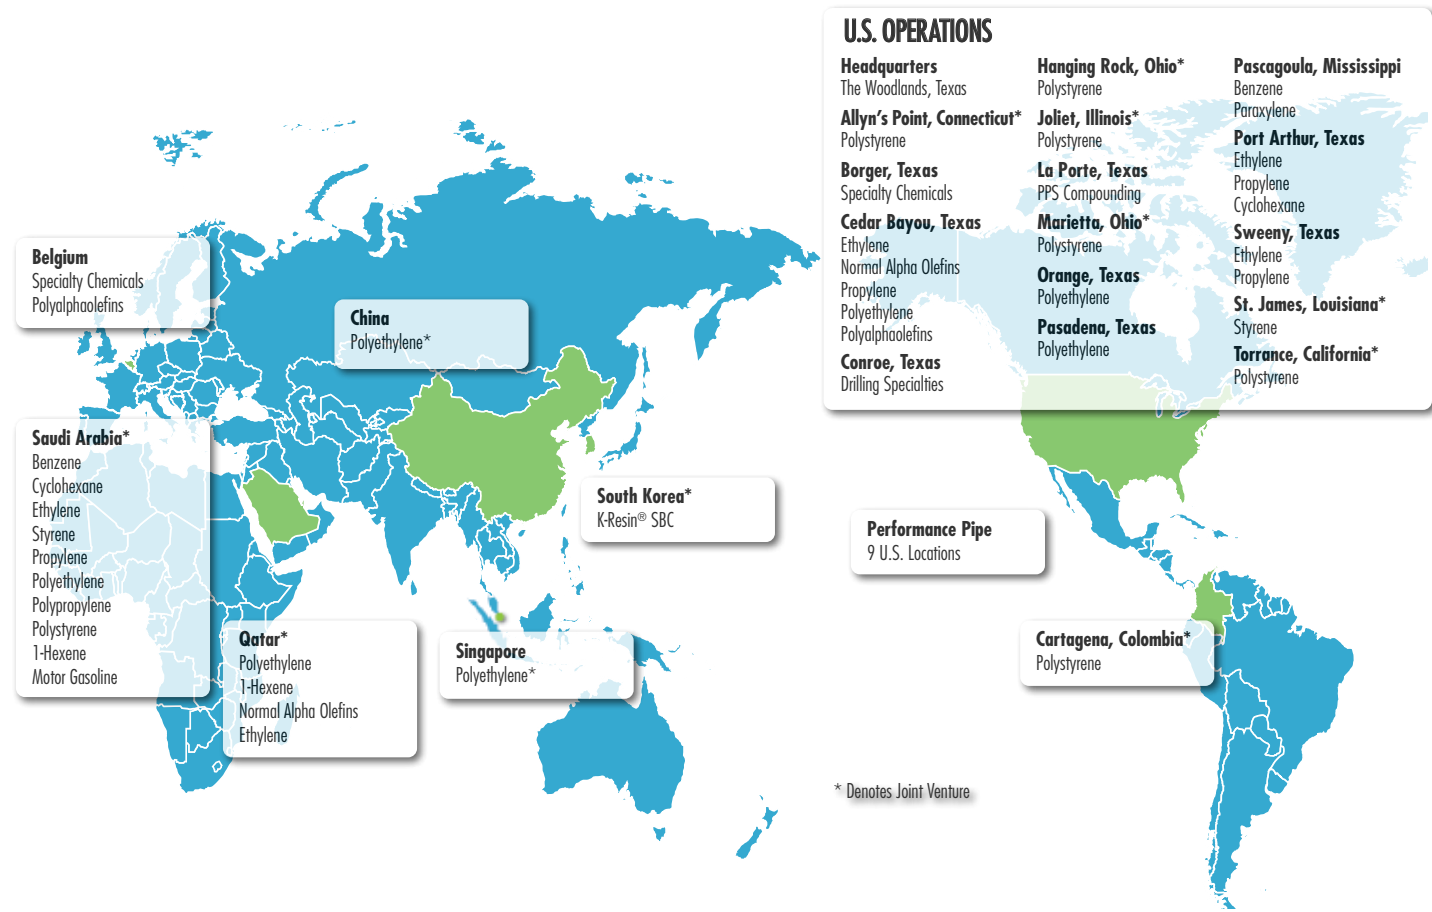 U.S. OPERATIONS
Headquarters
The Woodlands, Texas
Allyn's Point, Connecticut*
Polystyrene
Borger, Texas
Specialty Chemicals
Cedar Bayou, Texas
Ethylene
Normal Alpha Olefins
Propylene
Polyethylene
Polyalphaolefins
Conroe, Texas
Drilling Specialties
Hanging Rock, Ohio*
Polystyrene
Joliet, Illinois*
Polystyrene
La Porte, Texas
PPS Compounding
Marietta, Ohio*
Polystyrene
Orange, Texas
Polyethylene
Pasadena, Texas
Polyethylene
Pascagoula, Mississippi
Benzene
Paraxylene
Port Arthur, Texas
Ethylene
Propylene
Cyclohexane
Sweeny, Texas
Ethylene
Propylene
St. James, Louisiana*
Styrene
Torrance, California*
Polystyrene
Belgium
Specialty Chemicals
Polyalphaolefins
China
Polyethylene*
Saudi Arabia*
Benzene
Cyclohexane
Ethylene
Styrene
Propylene
Polyethylene
Polypropylene
Polystyrene
1-Hexene
Motor Gasoline
South Korea*
K-Resin® SBC
Performance Pipe
9 U.S. Locations
Qatar*
Polyethylene
1-Hexene
Normal Alpha Olefins
Ethylene
Singapore
Polyethylene*
Cartagena, Colombia*
Polystyrene
* Denotes Joint Venture